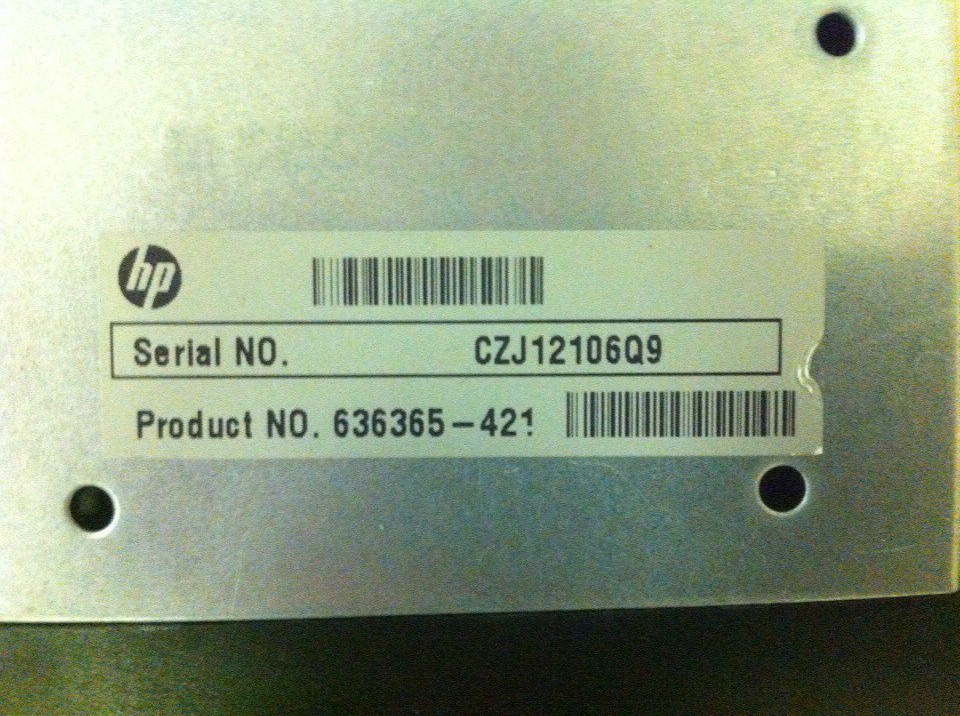 hp
Serial NO. CZJ12106Q9
Product NO. 636365-421